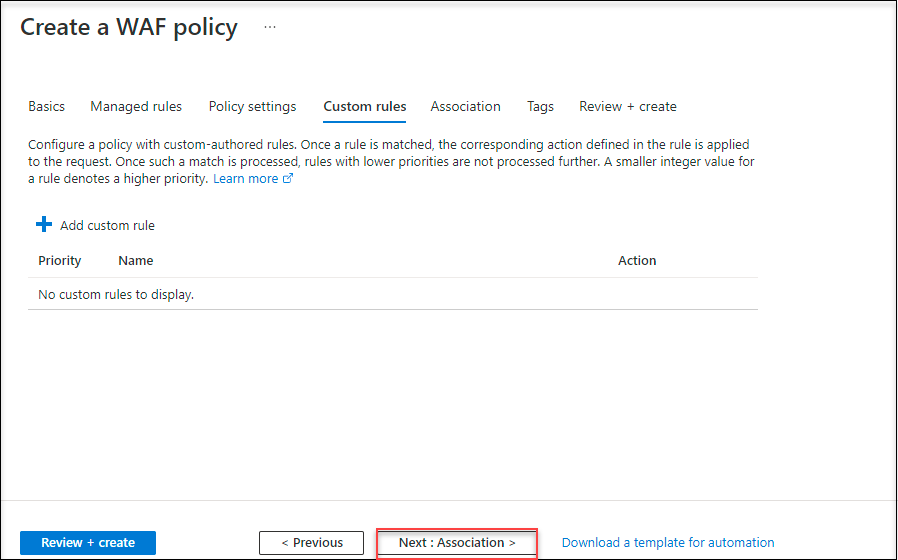 Create a WAF policy ...
Basics Managed rules Policy settings Custom rules Association Tags Review + create
Configure a policy with custom-authored rules. Once a rule is matched, the corresponding action defined in the rule is applied
to the request. Once such a match is processed, rules with lower priorities are not processed further. A smaller integer value for
a rule denotes a higher priority. Learn more
Add custom rule
Priority Name Action
No custom rules to display.
Review + create < Previous Next : Association > Download a template for automation